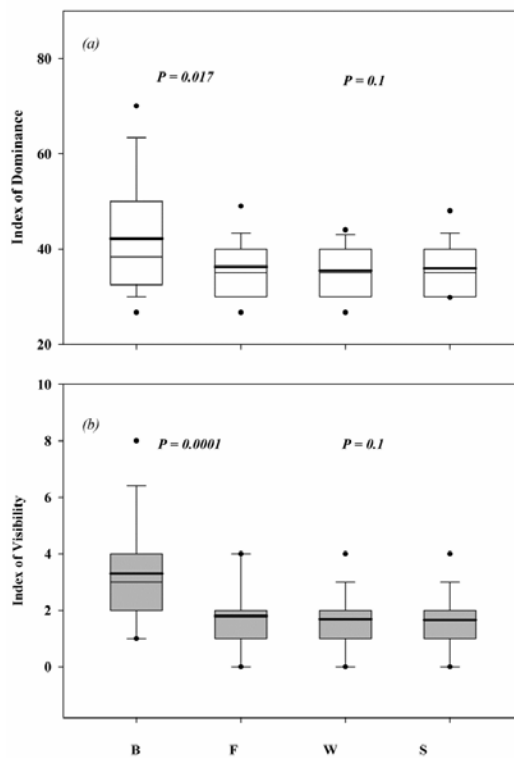 (a)
P = 0.017 P = 0.1
Index of Dominance
80
60
40
20
(b)
P = 0.0001 P = 0.1
Index of Visibility
10
8
6
4
2
0
B F W S